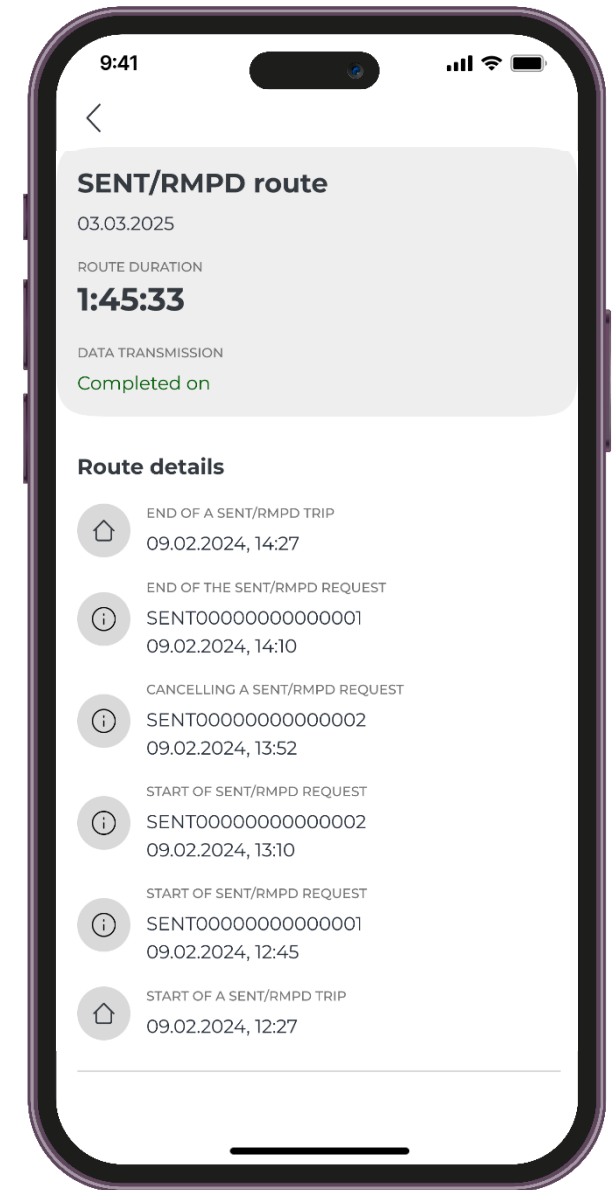 9:41
SENT/RMPD route
03.03.2025
ROUTE DURATION
1:45:33
DATA TRANSMISSION
Completed on
Route details
END OF A SENT/RMPD TRIP
09.02.2024, 14:27
END OF THE SENT/RMPD REQUEST
SENT00000000000001
09.02.2024, 14:10
CANCELLING A SENT/RMPD REQUEST
SENT00000000000002
09.02.2024, 13:52
START OF SENT/RMPD REQUEST
SENT00000000000002
09.02.2024, 13:10
START OF SENT/RMPD REQUEST
SENT00000000000001
09.02.2024, 12:45
START OF A SENT/RMPD TRIP
09.02.2024, 12:27